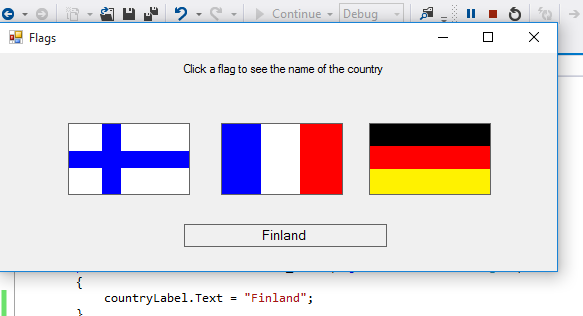 Continue Debug
Flags
Click a flag to see the name of the country
Finland
{
countryLabel.Text = "Finland";
}